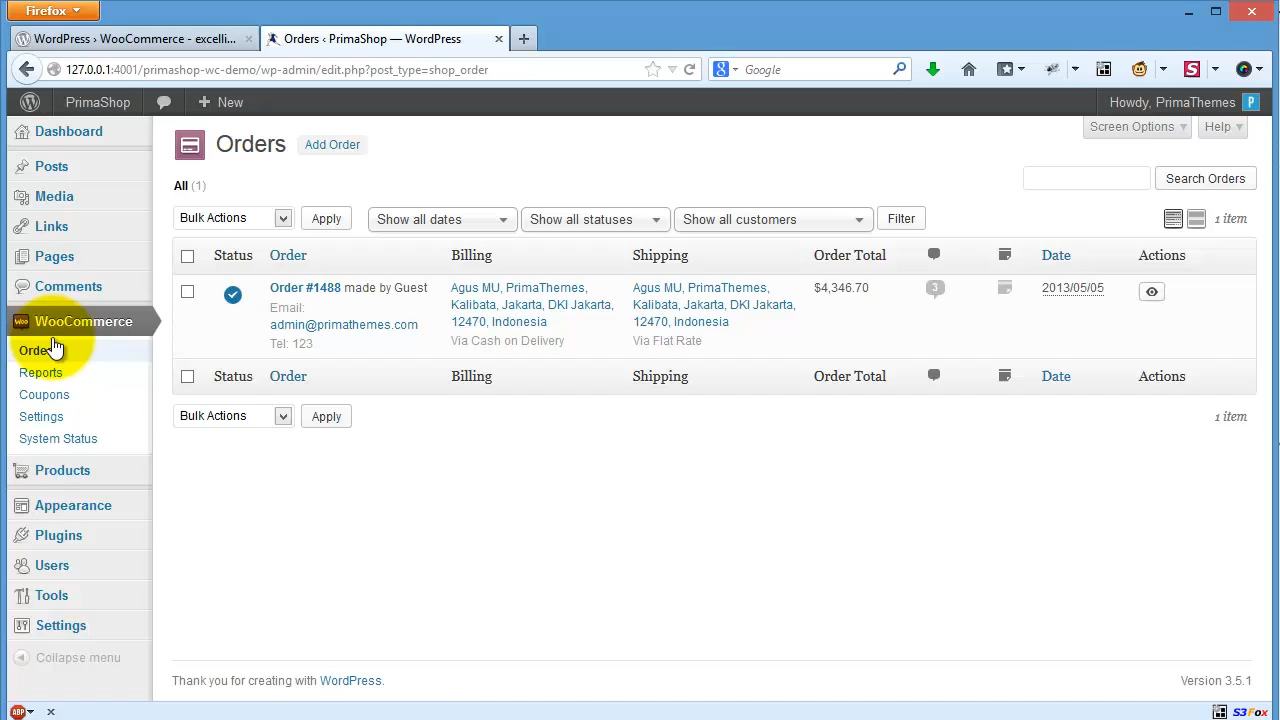 Firefox
WordPress › WooCommerce - excelli...
Orders ‹ PrimaShop — WordPress
127.0.0.1:4001/primashop-wc-demo/wp-admin/edit.php?post_type=shop_order
Google
PrimaShop
New
Howdy, PrimaThemes
Dashboard
Posts
Media
Links
Pages
Comments
WooCommerce
Orders
Reports
Coupons
Settings
System Status
Products
Appearance
Plugins
Users
Tools
Settings
Collapse menu
Screen Options
Help
Orders
Add Order
All (1)
Search Orders
Bulk Actions
Apply
Show all dates
Show all statuses
Show all customers
Filter
1 item
Status
Order
Billing
Shipping
Order Total
Date
Actions
Order #1488 made by Guest
Email:
admin@primathemes.com
Tel: 123
Agus MU, PrimaThemes,
Kalibata, Jakarta, DKI Jakarta,
12470, Indonesia
Via Cash on Delivery
Agus MU, PrimaThemes,
Kalibata, Jakarta, DKI Jakarta,
12470, Indonesia
Via Flat Rate
$4,346.70
3
2013/05/05
Status
Order
Billing
Shipping
Order Total
Date
Actions
Bulk Actions
Apply
1 item
Thank you for creating with WordPress.
Version 3.5.1
ABP
S3Fox